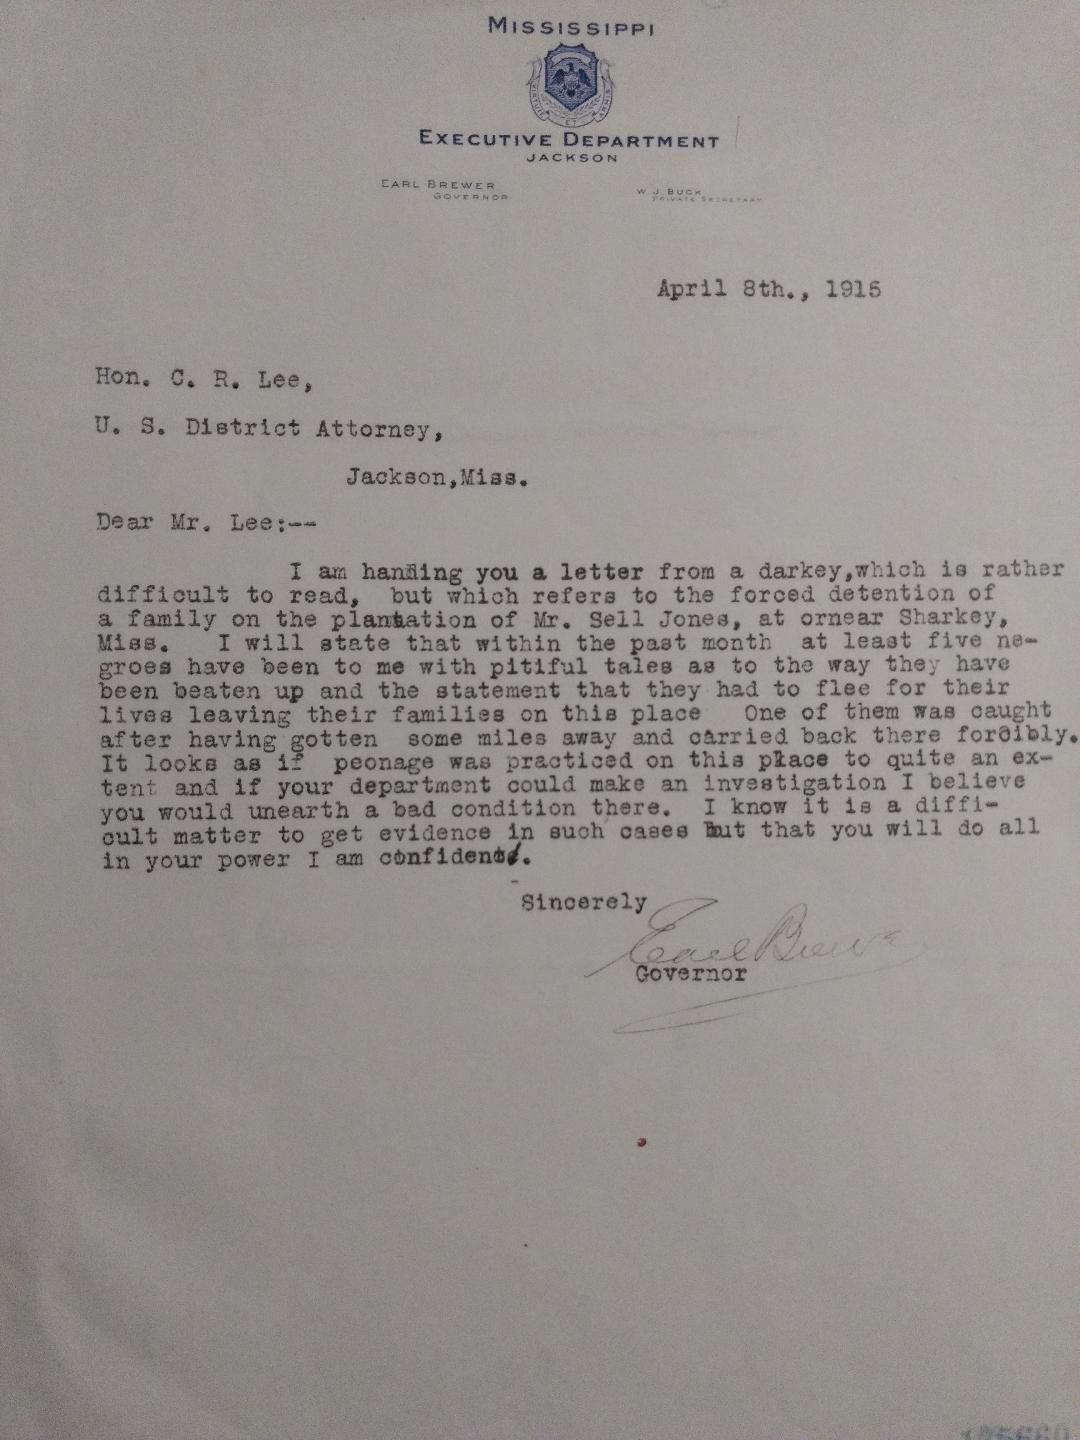 MISSISSIPPI
VIRTUTE ET ARMIS
EXECUTIVE DEPARTMENT
JACKSON
EARL BREWER
GOVERNOR
W. J. BUCK
PRIVATE SECRETARY
April 8th., 1915
Hon. C. R. Lee,
U. S. District Attorney,
Jackson,Miss.
Dear Mr. Lee:--
I am handing you a letter from a darkey,which is rather
difficult to read, but which refers to the forced detention of
a family on the plantation of Mr. Sell Jones, at ornear Sharkey,
Miss. I will state that within the past month at least five ne-
groes have been to me with pitiful tales as to the way they have
been beaten up and the statement that they had to flee for their
lives leaving their families on this place One of them was caught
after having gotten some miles away and carried back there forcibly.
It looks as if peonage was practiced on this place to quite an ex-
tent and if your department could make an investigation I believe
you would unearth a bad condition there. I know it is a diffi-
cult matter to get evidence in such cases but that you will do all
in your power I am confident.
Sincerely
Earl Brewer
Governor